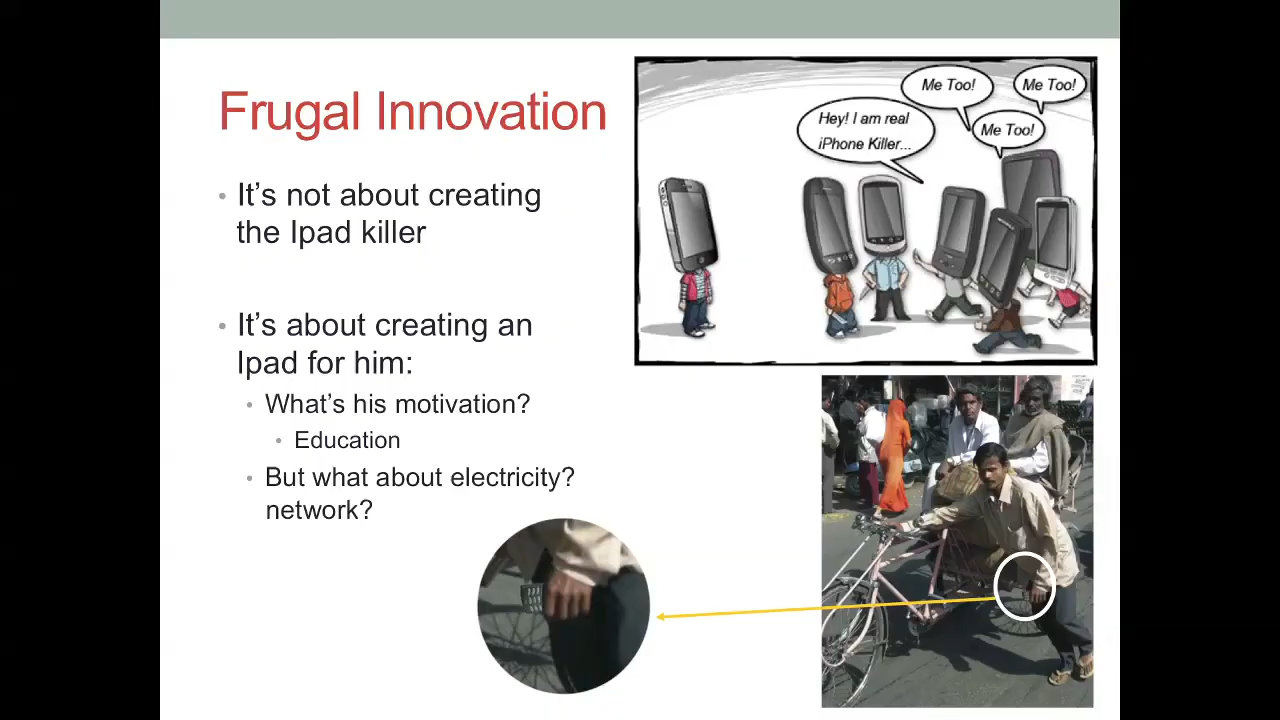 Frugal Innovation
• It’s not about creating
the Ipad killer
• It’s about creating an
Ipad for him:
• What’s his motivation?
• Education
• But what about electricity?
network?
Me Too!
Me Too!
Hey! I am real
iPhone Killer...
Me Too!